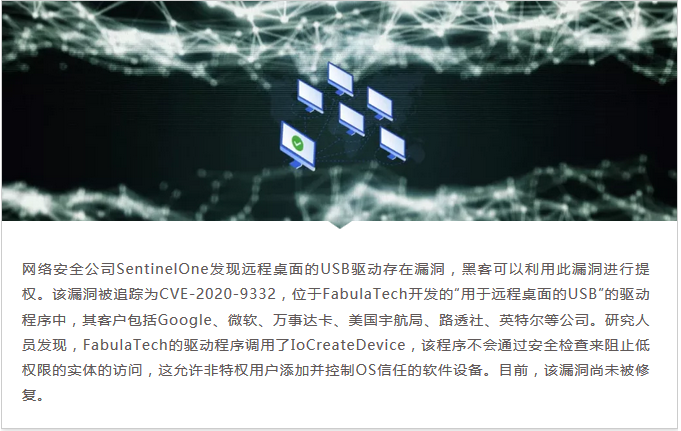 网络安全公司SentinelOne发现远程桌面的USB驱动存在漏洞，黑客可以利用此漏洞进行提
权。该漏洞被追踪为CVE-2020-9332，位于FabulaTech开发的“用于远程桌面的USB”的驱动
程序中，其客户包括Google、微软、万事达卡、美国宇航局、路透社、英特尔等公司。研究人
员发现，FabulaTech的驱动程序调用了IoCreateDevice，该程序不会通过安全检查来阻止低
权限的实体的访问，这允许非特权用户添加并控制OS信任的软件设备。目前，该漏洞尚未被修
复。